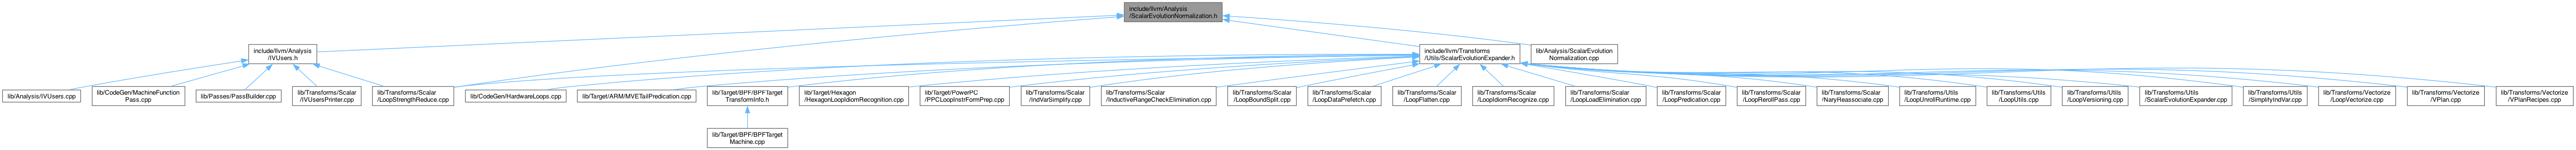 include/llvm/Analysis
/ScalarEvolutionNormalization.h
include/llvm/Analysis
/IVUsers.h
include/llvm/Transforms
/Utils/ScalarEvolutionExpander.h
lib/Analysis/ScalarEvolution
Normalization.cpp
lib/Analysis/IVUsers.cpp
lib/CodeGen/MachineFunction
Pass.cpp
lib/Passes/PassBuilder.cpp
lib/Transforms/Scalar
/IVUsersPrinter.cpp
lib/Transforms/Scalar
/LoopStrengthReduce.cpp
lib/CodeGen/HardwareLoops.cpp
lib/Target/ARM/MVETailPredication.cpp
lib/Target/BPF/BPFTarget
TransformInfo.h
lib/Target/Hexagon
/HexagonLoopIdiomRecognition.cpp
lib/Target/PowerPC
/PPCLoopInstrFormPrep.cpp
lib/Transforms/Scalar
/IndVarSimplify.cpp
lib/Transforms/Scalar
/InductiveRangeCheckElimination.cpp
lib/Transforms/Scalar
/LoopBoundSplit.cpp
lib/Transforms/Scalar
/LoopDataPrefetch.cpp
lib/Transforms/Scalar
/LoopFlatten.cpp
lib/Transforms/Scalar
/LoopIdiomRecognize.cpp
lib/Transforms/Scalar
/LoopLoadElimination.cpp
lib/Transforms/Scalar
/LoopPredication.cpp
lib/Transforms/Scalar
/LoopRerollPass.cpp
lib/Transforms/Scalar
/NaryReassociate.cpp
lib/Transforms/Utils
/LoopUnrollRuntime.cpp
lib/Transforms/Utils
/LoopUtils.cpp
lib/Transforms/Utils
/LoopVersioning.cpp
lib/Transforms/Utils
/ScalarEvolutionExpander.cpp
lib/Transforms/Utils
/SimplifyIndVar.cpp
lib/Transforms/Vectorize
/LoopVectorize.cpp
lib/Transforms/Vectorize
/VPlan.cpp
lib/Transforms/Vectorize
/VPlanRecipes.cpp
lib/Target/BPF/BPFTarget
Machine.cpp